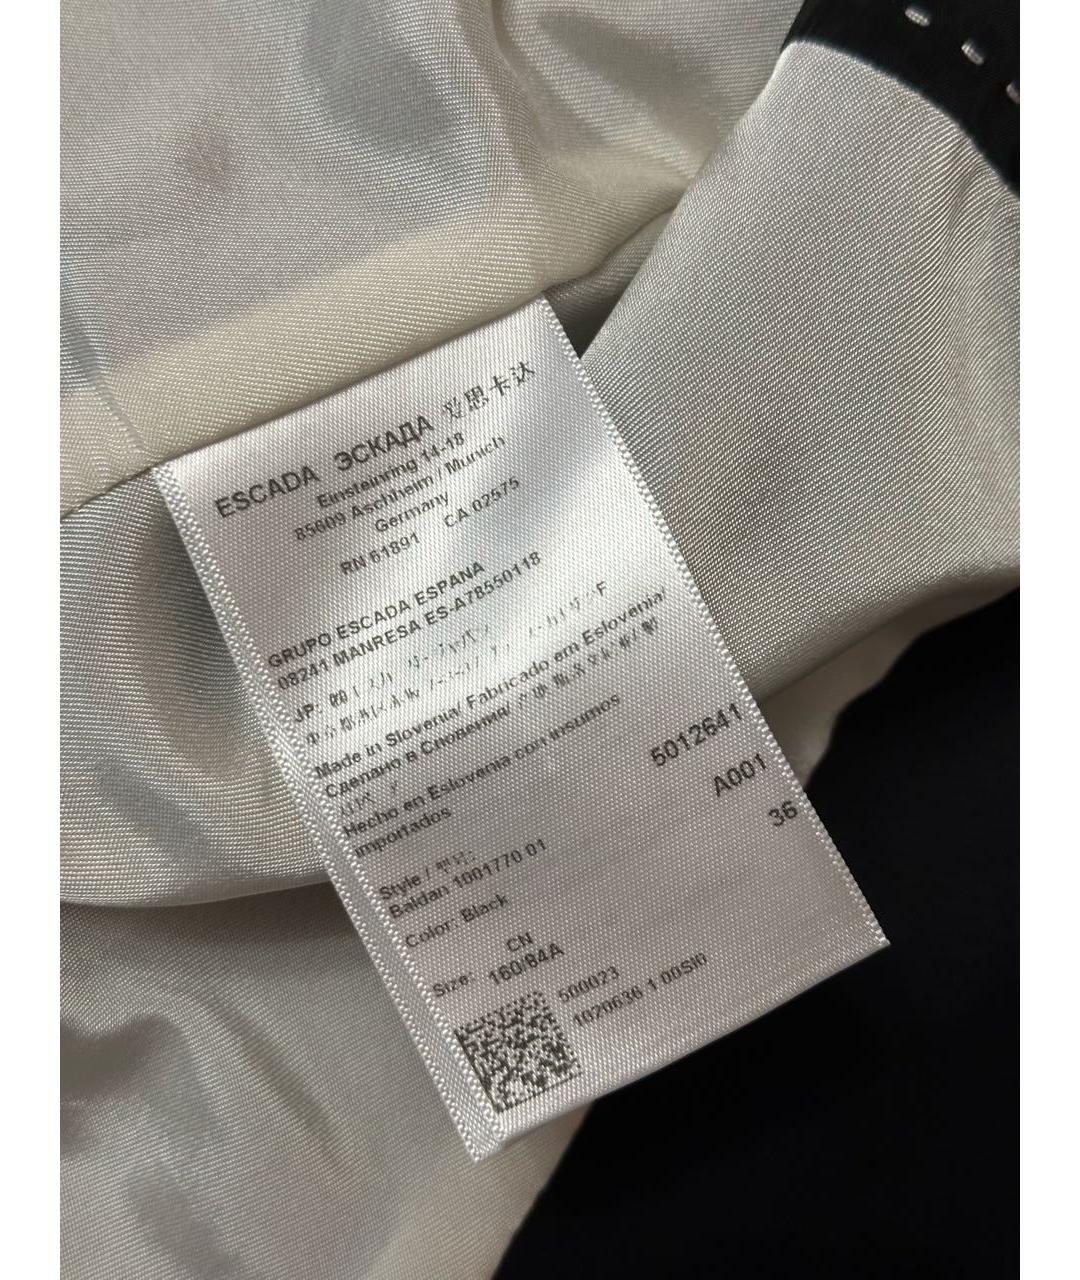 ESCADA ЭСКАДА 爱思卡达
Einsteinring 14-18
85609 Aschheim / Munich
Germany
RN 61891 CA 02575
GRUPO ESCADA ESPANA
08241 MANRESA ES-A78550118
JP:
Made in Slovenia/ Fabricado em Eslovenia/
Сделано в Словении/
Hecho en Eslovenia con insumos
importados
5012641
A001
36
Style /
Baldan 1001770 01
Color: Black
CN
Size: 160/84A
500023
1020636 1 00SI0